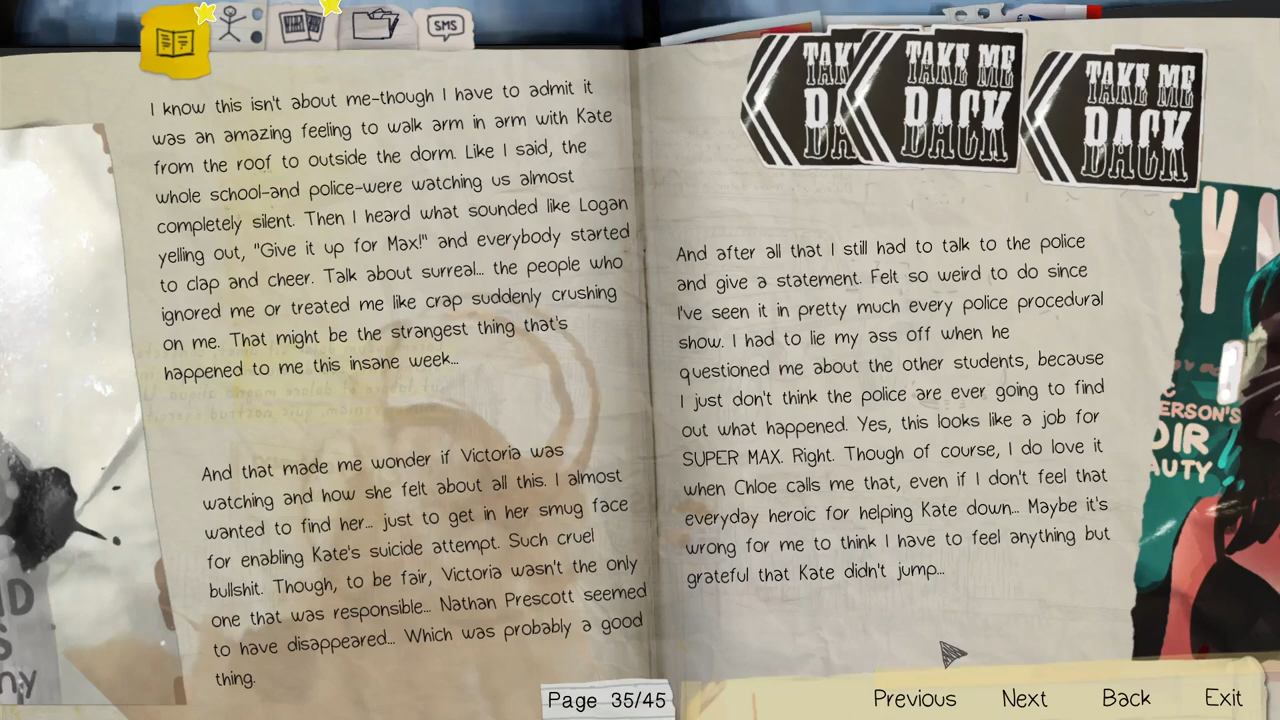 SMS
I know this isn't about me-though I have to admit it
was an amazing feeling to walk arm in arm with Kate
from the roof to outside the dorm. Like I said, the
whole school-and police-were watching us almost
completely silent. Then I heard what sounded like Logan
yelling out, "Give it up for Max!" and everybody started
to clap and cheer. Talk about surreal... the people who
ignored me or treated me like crap suddenly crushing
on me. That might be the strangest thing that's
happened to me this insane week...
And that made me wonder if Victoria was
watching and how she felt about all this. I almost
wanted to find her... just to get in her smug face
for enabling Kate's suicide attempt. Such cruel
bullshit. Though, to be fair, Victoria wasn't the only
one that was responsible... Nathan Prescott seemed
to have disappeared... Which was probably a good
thing.
TAKE ME
TAKE ME
DACK
TAKE ME
DACK
And after all that I still had to talk to the police
and give a statement. Felt so weird to do since
I've seen it in pretty much every police procedural
show. I had to lie my ass off when he
questioned me about the other students, because
I just don't think the police are ever going to find
out what happened. Yes, this looks like a job for
SUPER MAX. Right. Though of course, I do love it
when Chloe calls me that, even if I don't feel that
everyday heroic for helping Kate down... Maybe it's
wrong for me to think I have to feel anything but
grateful that Kate didn't jump...
ERSON'S
OIR
AUTY
Page 35/45
Previous Next Back Exit